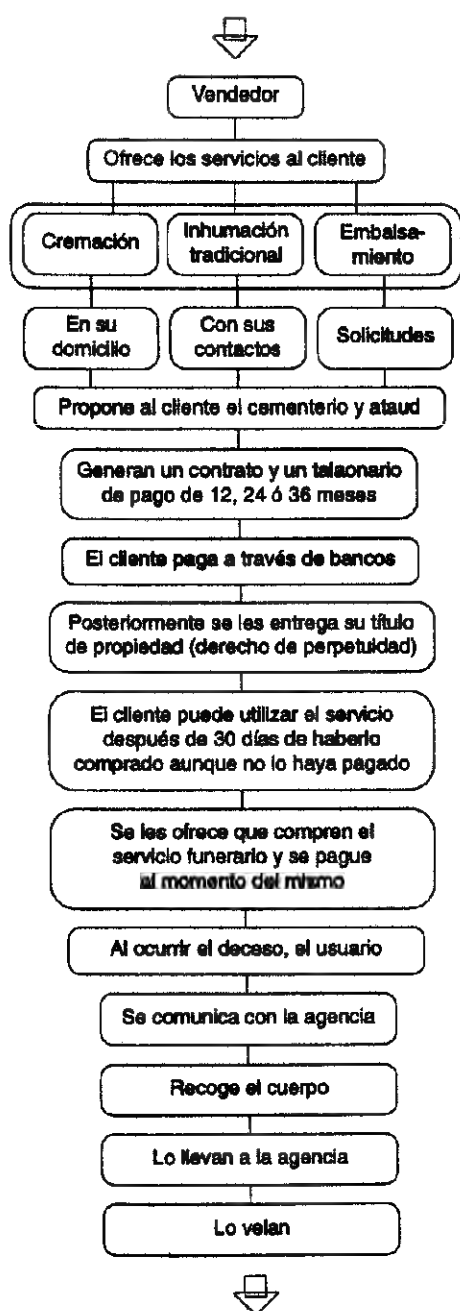 Vendedor
Ofrece los servicios al cliente
Cremación
Inhumación
tradicional
Embalsa-
miento
En su
domicilio
Con sus
contactos
Solicitudes
Propone al cliente el cementerio y ataud
Generan un contrato y un talaonario
de pago de 12, 24 ó 36 meses
El cliente paga a través de bancos
Posteriormente se les entrega su título
de propiedad (derecho de perpetuidad)
El cliente puede utilizar el servicio
después de 30 días de haberlo
comprado aunque no lo haya pagado
Se les ofrece que compren el
servicio funerario y se pague
al momento del mismo
Al ocurrir el deceso, el usuario
Se comunica con la agencia
Recoge el cuerpo
Lo llevan a la agencia
Lo velan